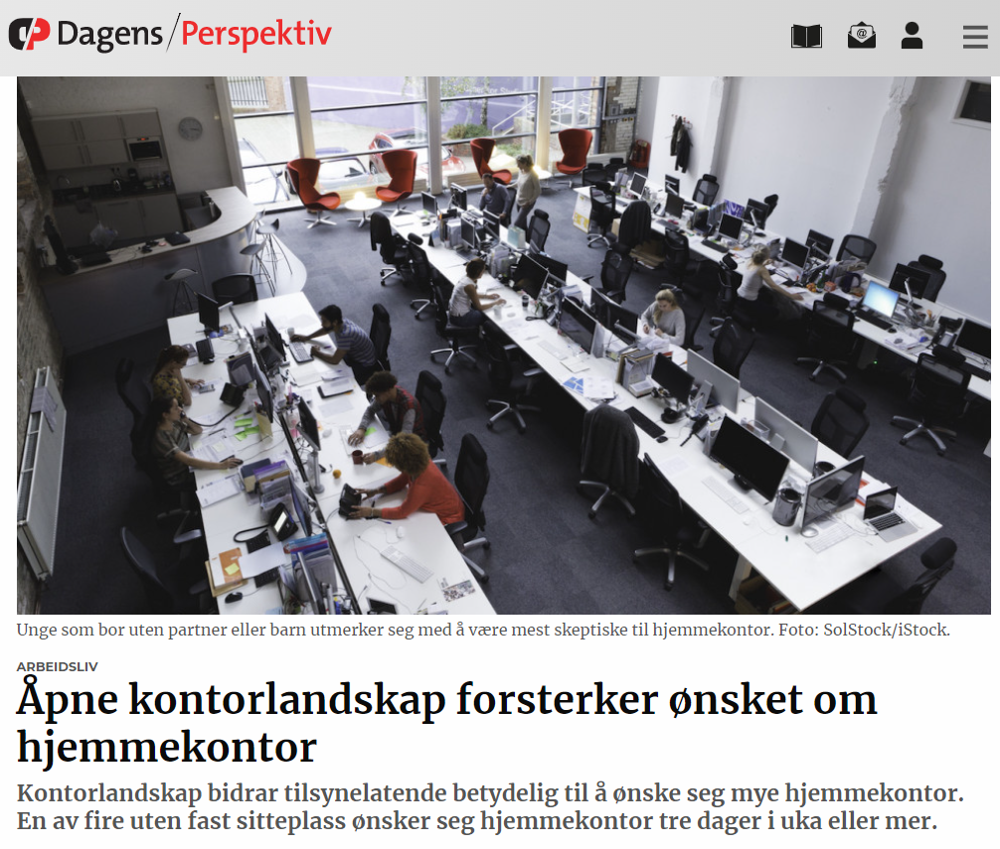 Dagens/Perspektiv
Unge som bor uten partner eller barn utmerker seg med å være mest skeptiske til hjemmekontor. Foto: SolStock/iStock.
ARBEIDSLIV
Åpne kontorlandskap forsterker ønsket om
hjemmekontor
Kontorlandskap bidrar tilsynelatende betydelig til å ønske seg mye hjemmekontor.
En av fire uten fast sitteplass ønsker seg hjemmekontor tre dager i uka eller mer.